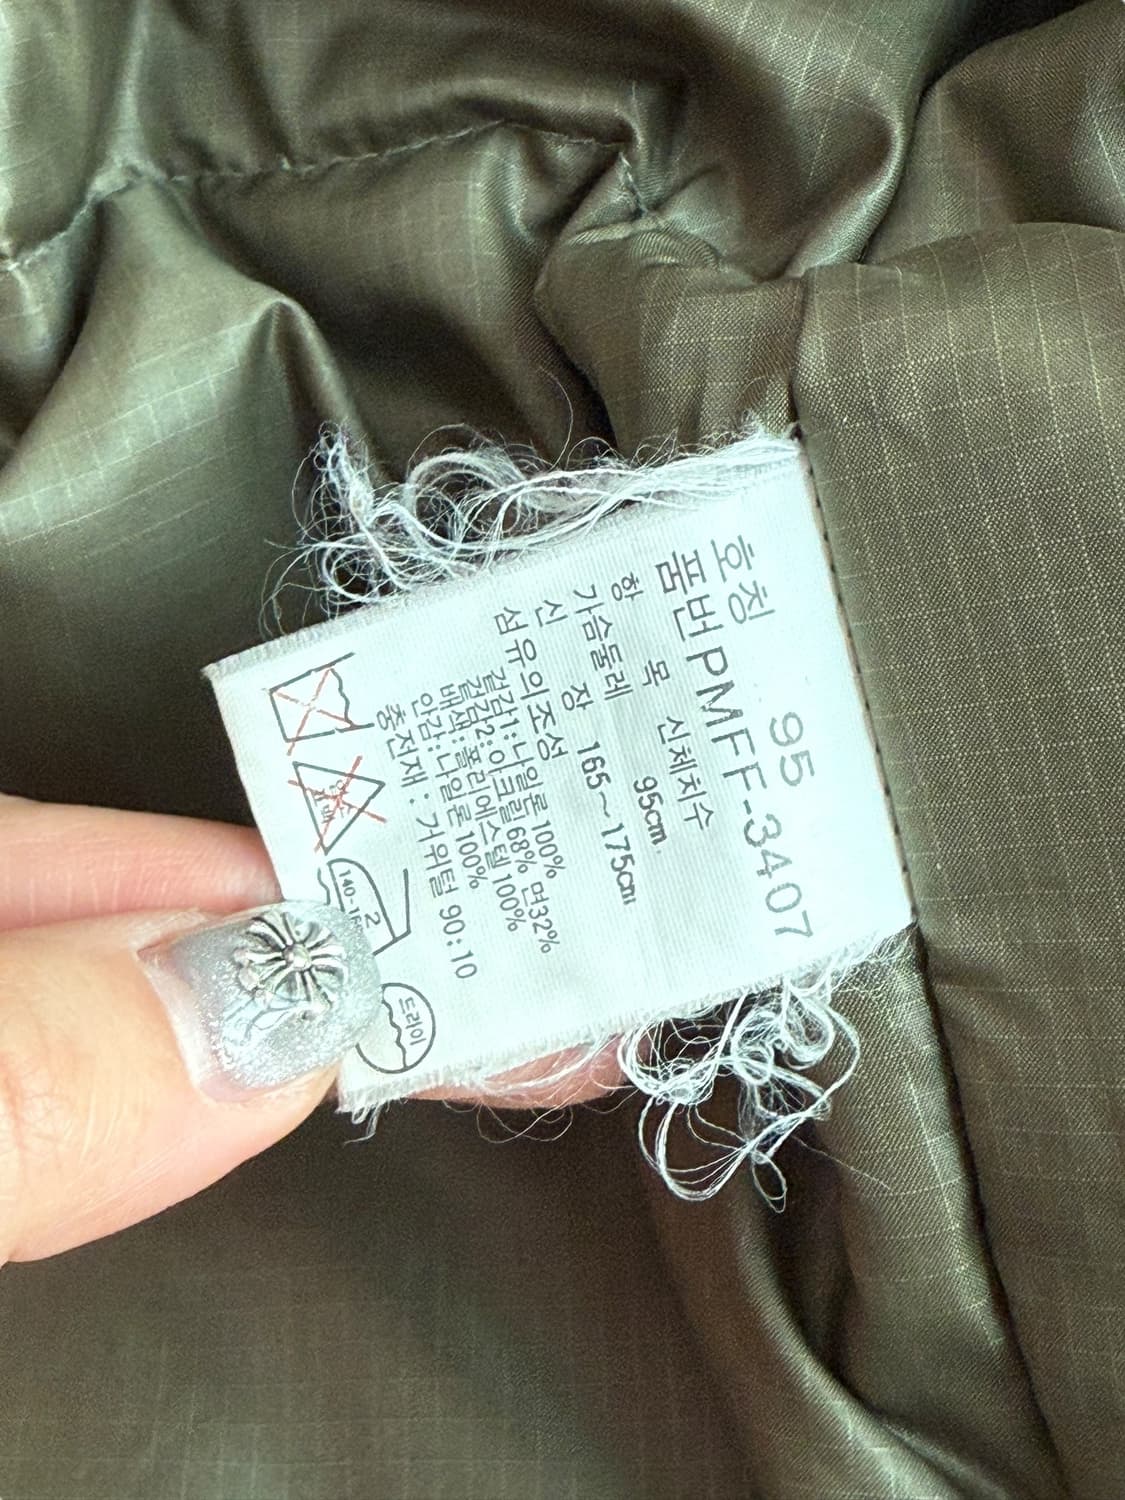 호칭 95
품번 PMFF-3407
항 목 신체치수
가슴둘레 95cm
신 장 165~175cm
섬유의조성
겉감1:나일론100%
겉감2:아크릴68% 면32%
배색:폴리에스텔100%
안감:나일론 100%
충전재:거위털 90:10
2
드라이